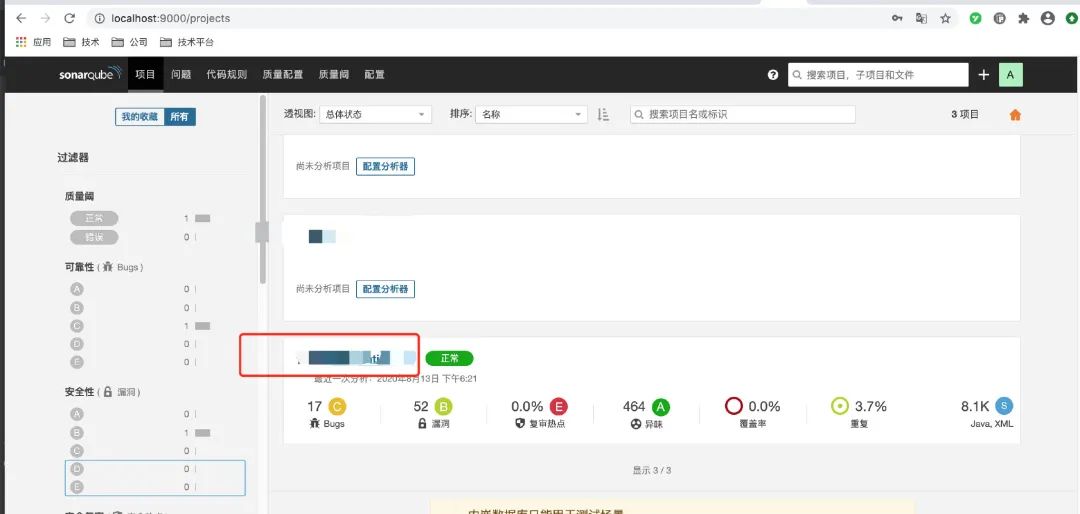 localhost:9000/projects
应用 技术 公司 技术平台
sonarqube 项目 问题 代码规则 质量配置 质量阈 配置 ? 搜索项目，子项目和文件 + A
我的收藏 所有
透视图: 总体状态 排序: 名称 搜索项目名或标识 3 项目
过滤器
尚未分析项目 配置分析器
质量阈
正常 1
错误 0
可靠性 ( Bugs )
A 0
B 0
C 1
D 0
E 0
尚未分析项目 配置分析器
正常
最近一次分析: 2020年8月13日 下午6:21
安全性 ( 漏洞 )
A 0
B 1
C 0
D 0
E 0
17 C 52 B 0.0% E 464 A 0.0% 3.7% 8.1K S
Bugs 漏洞 复审热点 异味 覆盖率 重复 Java, XML
显示 3 / 3